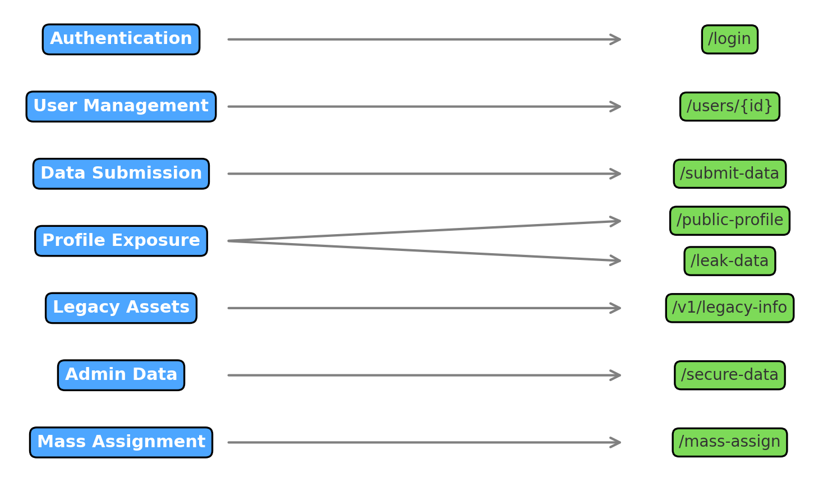 Authentication
/login
User Management
/users/{id}
Data Submission
/submit-data
Profile Exposure
/public-profile
/leak-data
Legacy Assets
/v1/legacy-info
Admin Data
/secure-data
Mass Assignment
/mass-assign